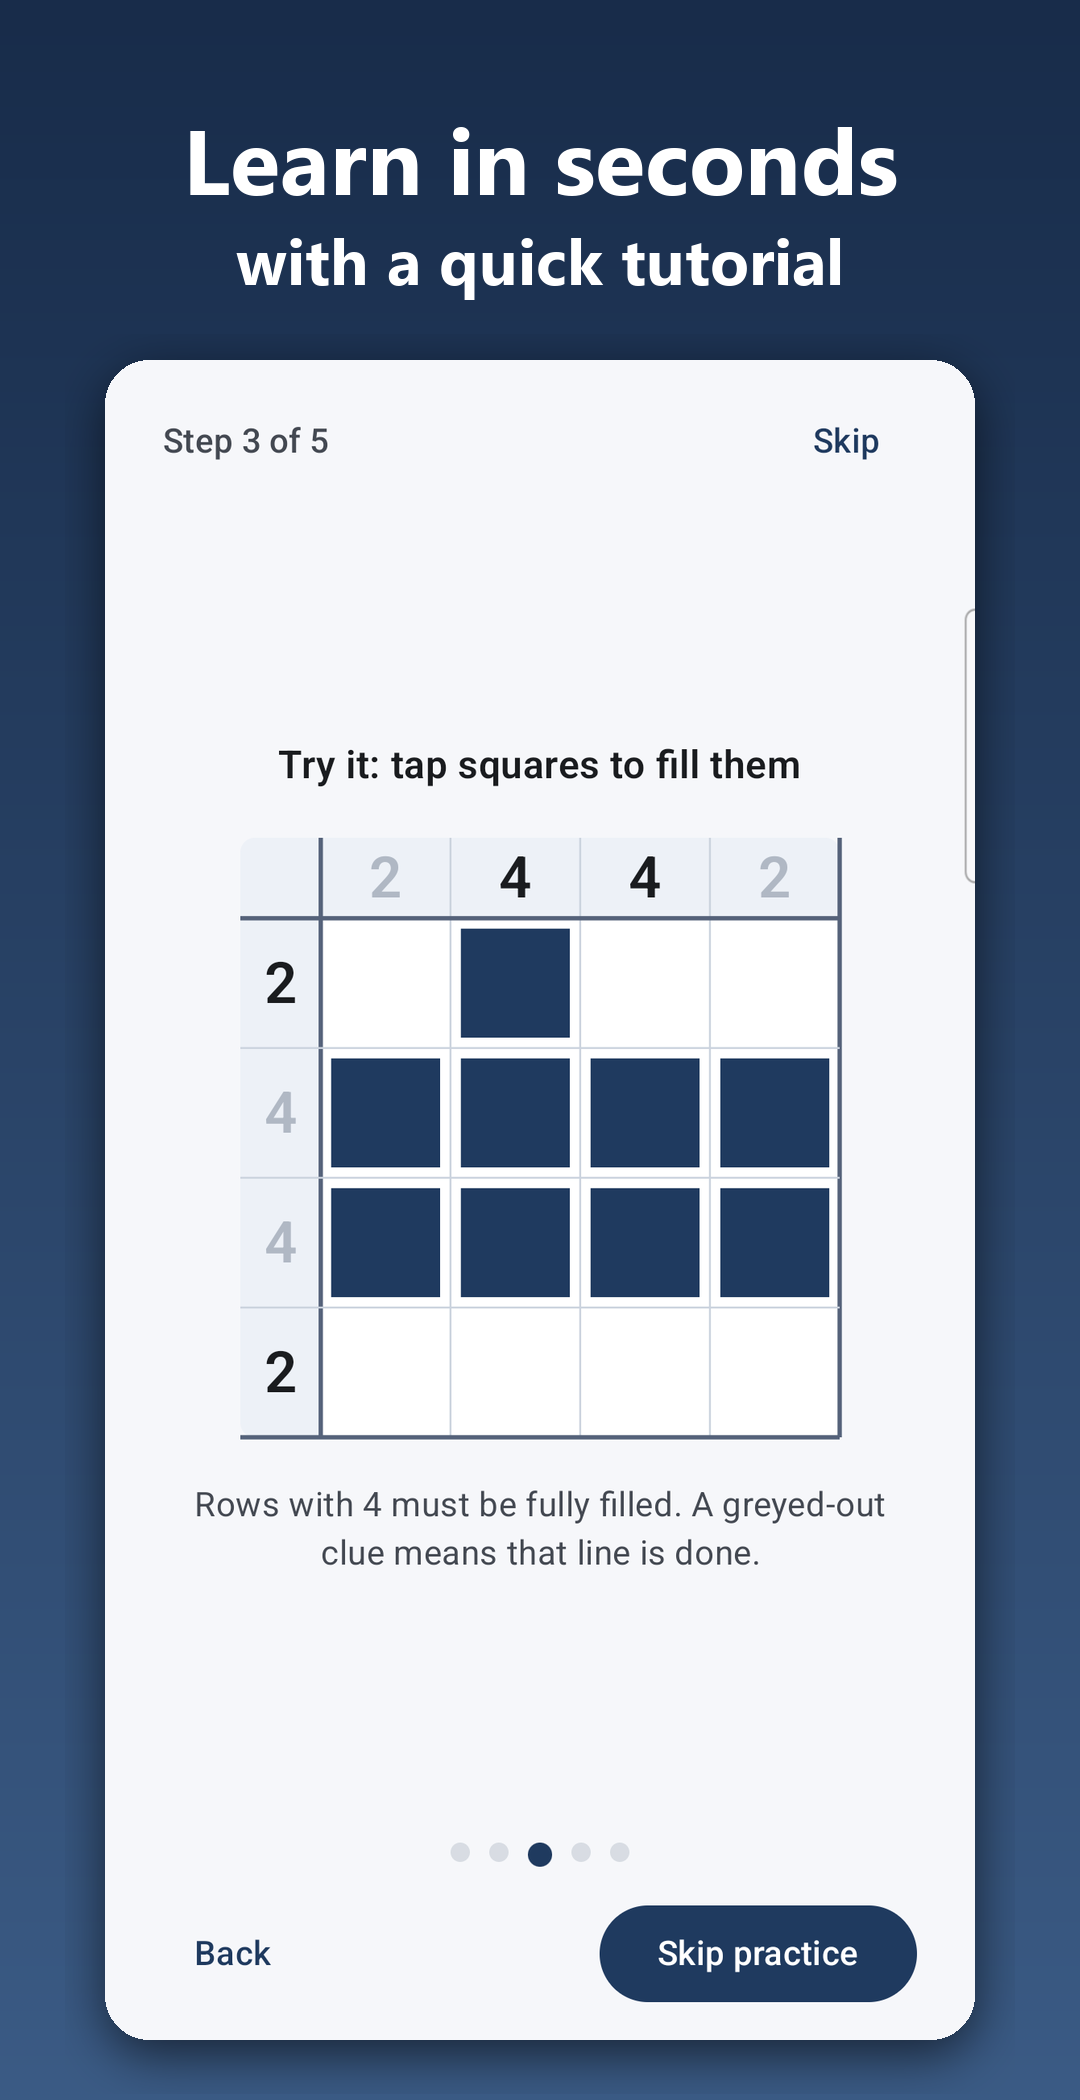 Learn in seconds
with a quick tutorial
Step 3 of 5
Skip
Try it: tap squares to fill them
2 4 4 2
2
4
4
2
Rows with 4 must be fully filled. A greyed-out
clue means that line is done.
Back
Skip practice